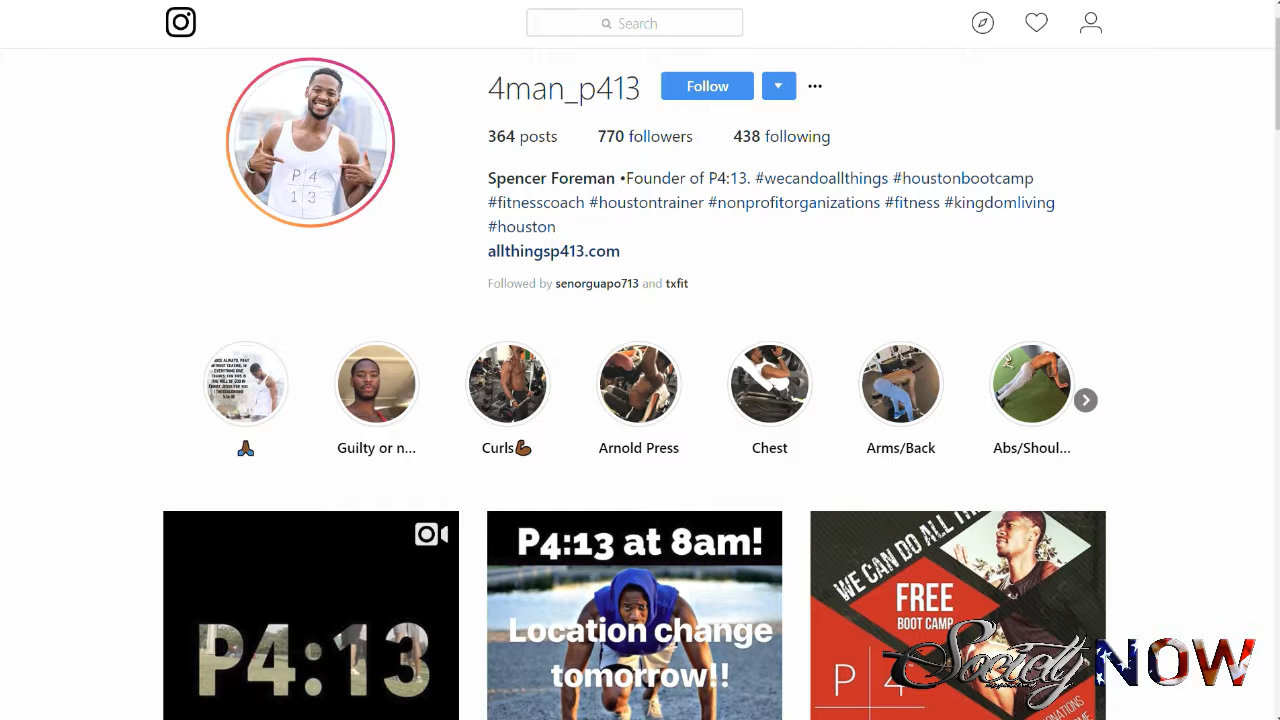 Search
4man_p413
Follow
364 posts 770 followers 438 following
Spencer Foreman •Founder of P4:13. #wecandoallthings #houstonbootcamp
#fitnesscoach #houstontrainer #nonprofitorganizations #fitness #kingdomliving
#houston
allthingsp413.com
Followed by senorguapo713 and txfit
P 4
1 3
Guilty or n...
Curls💪🏿
Arnold Press
Chest
Arms/Back
Abs/Shoul...
P4:13
P4:13 at 8am!
Location change
tomorrow!!
WE CAN DO ALL
FREE
BOOT CAMP
P 4
Society NOW